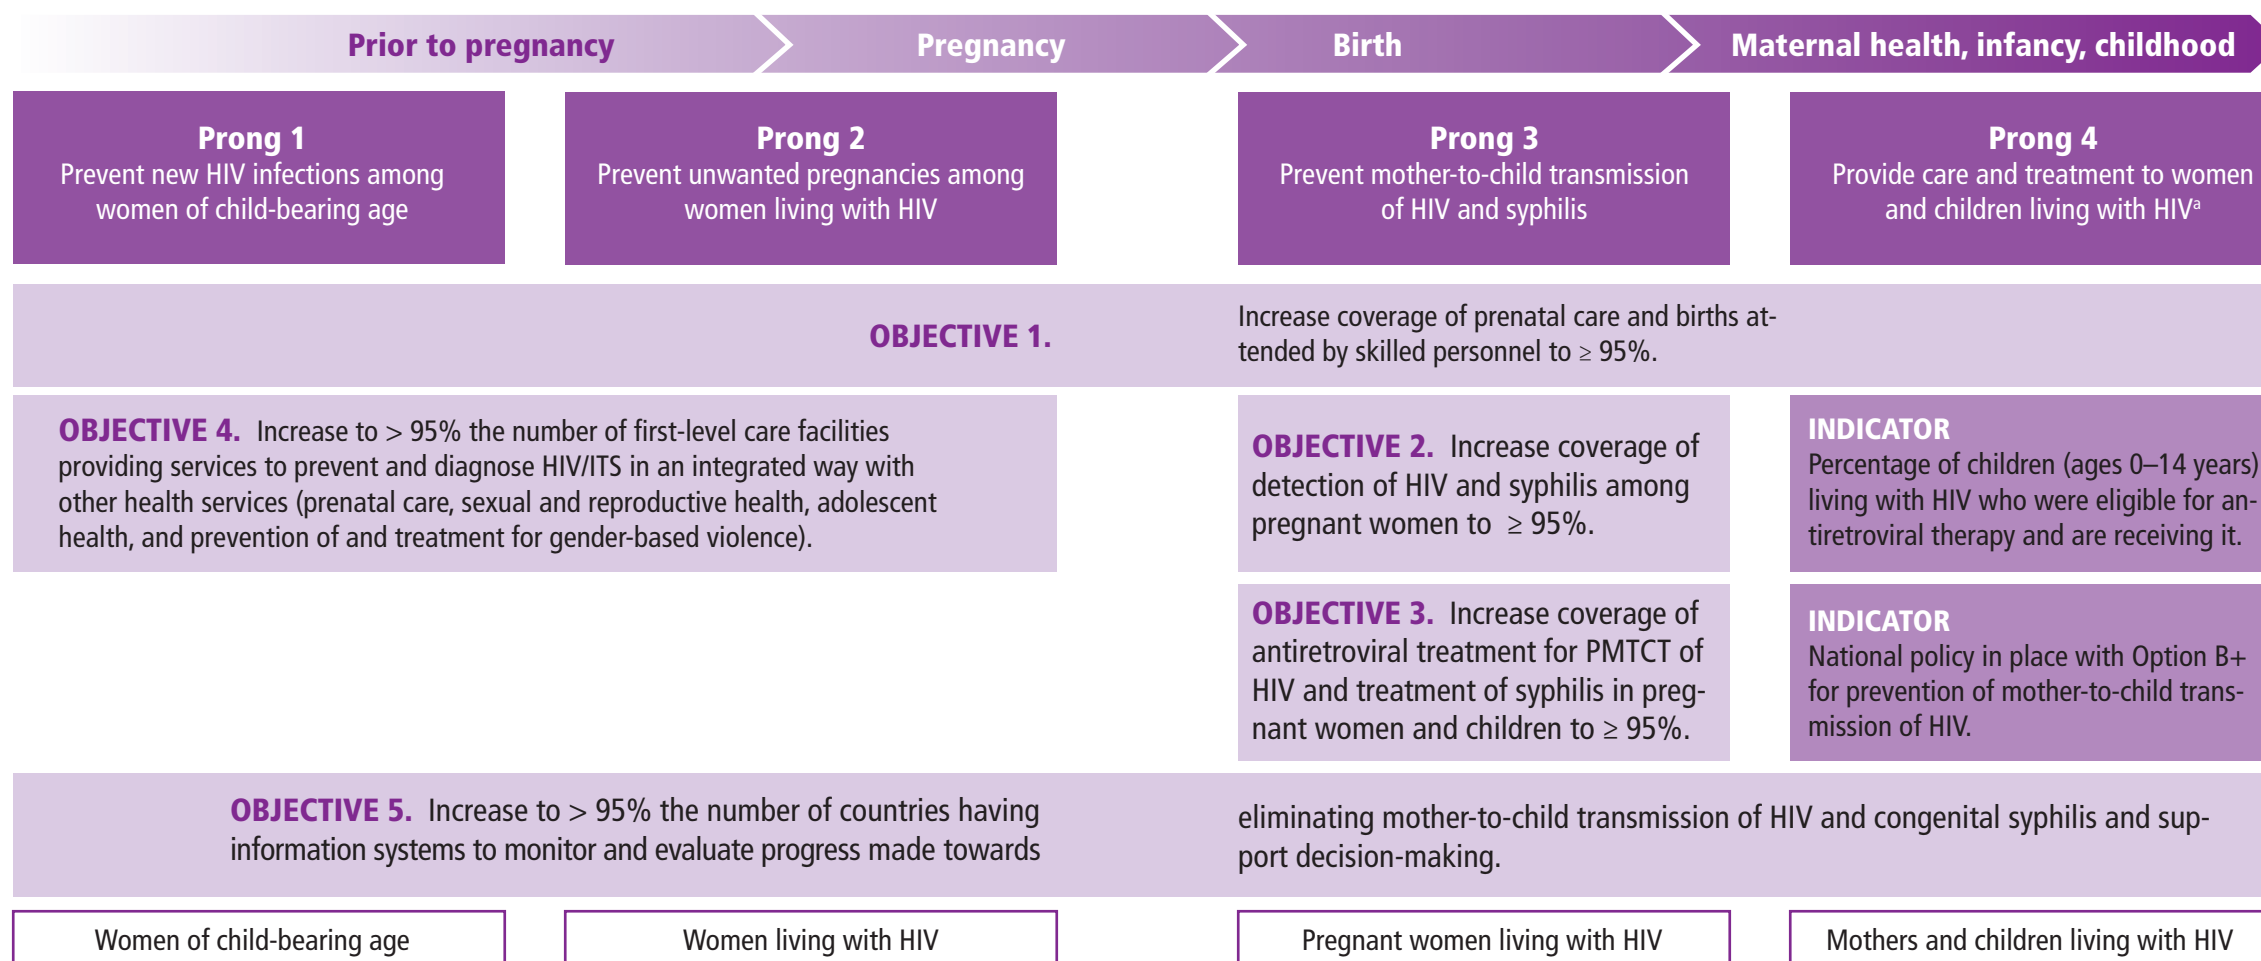 Prior to pregnancy
Pregnancy
Birth
Maternal health, infancy, childhood
Prong 1
Prevent new HIV infections among
women of child-bearing age
Prong 2
Prevent unwanted pregnancies among
women living with HIV
Prong 3
Prevent mother-to-child transmission
of HIV and syphilis
Prong 4
Provide care and treatment to women
and children living with HIVᵃ
OBJECTIVE 1.
Increase coverage of prenatal care and births at-
tended by skilled personnel to ≥ 95%.
OBJECTIVE 4. Increase to > 95% the number of first-level care facilities
providing services to prevent and diagnose HIV/ITS in an integrated way with
other health services (prenatal care, sexual and reproductive health, adolescent
health, and prevention of and treatment for gender-based violence).
OBJECTIVE 2. Increase coverage of
detection of HIV and syphilis among
pregnant women to ≥ 95%.
INDICATOR
Percentage of children (ages 0–14 years)
living with HIV who were eligible for an-
tiretroviral therapy and are receiving it.
OBJECTIVE 3. Increase coverage of
antiretroviral treatment for PMTCT of
HIV and treatment of syphilis in preg-
nant women and children to ≥ 95%.
INDICATOR
National policy in place with Option B+
for prevention of mother-to-child trans-
mission of HIV.
OBJECTIVE 5. Increase to > 95% the number of countries having
information systems to monitor and evaluate progress made towards
eliminating mother-to-child transmission of HIV and congenital syphilis and sup-
port decision-making.
Women of child-bearing age
Women living with HIV
Pregnant women living with HIV
Mothers and children living with HIV